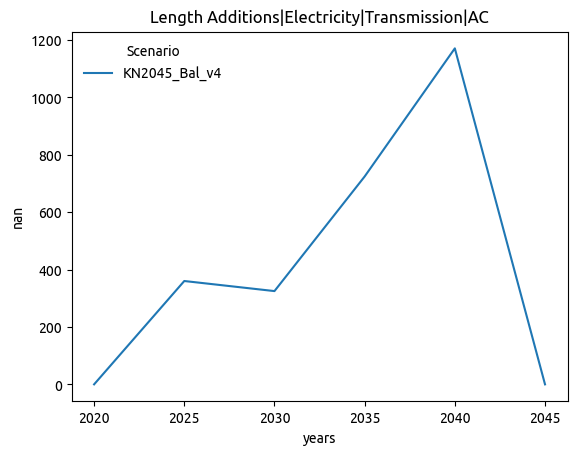 Length Additions|Electricity|Transmission|AC
Scenario
KN2045_Bal_v4
1200
1000
800
600
400
200
0
nan
2020 2025 2030 2035 2040 2045
years